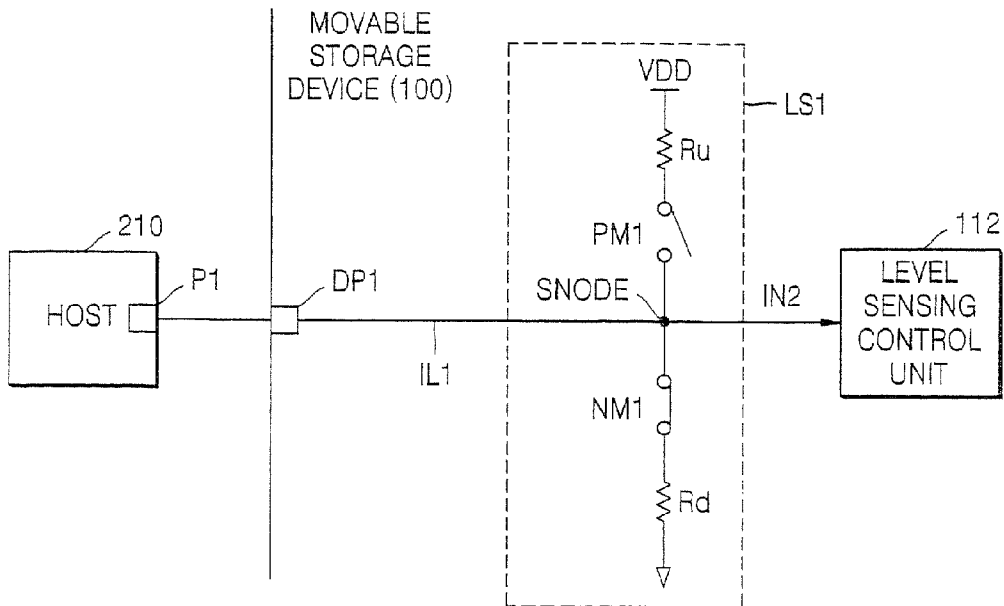 MOVABLE
STORAGE
DEVICE (100)
VDD
LS1
Ru
210
PM1
112
P1
DP1
SNODE
IN2
LEVEL
SENSING
CONTROL
UNIT
HOST
IL1
NM1
Rd